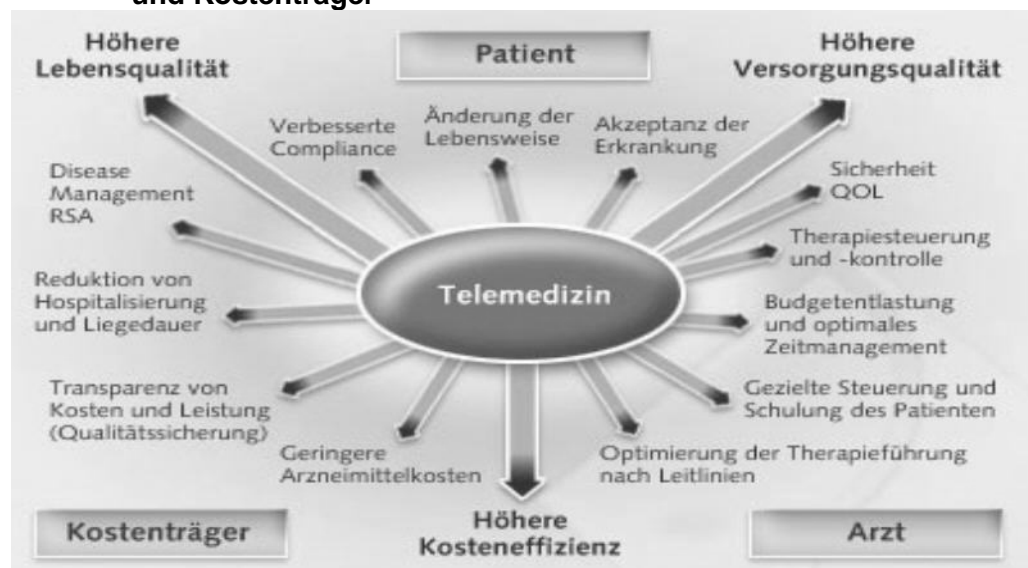 und Kostenträger
Höhere
Lebensqualität
Patient
Höhere
Versorgungsqualität
Verbesserte
Compliance
Änderung der
Lebensweise
Akzeptanz der
Erkrankung
Disease
Management
RSA
Sicherheit
QOL
Therapiesteuerung
und -kontrolle
Reduktion von
Hospitalisierung
und Liegedauer
Telemedizin
Budgetentlastung
und optimales
Zeitmanagement
Transparenz von
Kosten und Leistung
(Qualitätssicherung)
Gezielte Steuerung und
Schulung des Patienten
Geringere
Arzneimittelkosten
Optimierung der Therapieführung
nach Leitlinien
Kostenträger
Höhere
Kosteneffizienz
Arzt